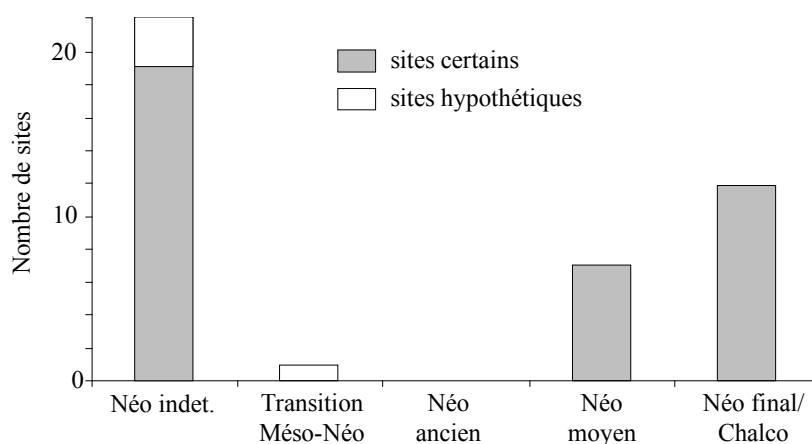 20
sites certains
sites hypothétiques
Nombre de sites
10
0
Néo indet.
Transition
Méso-Néo
Néo
ancien
Néo
moyen
Néo final/
Chalco